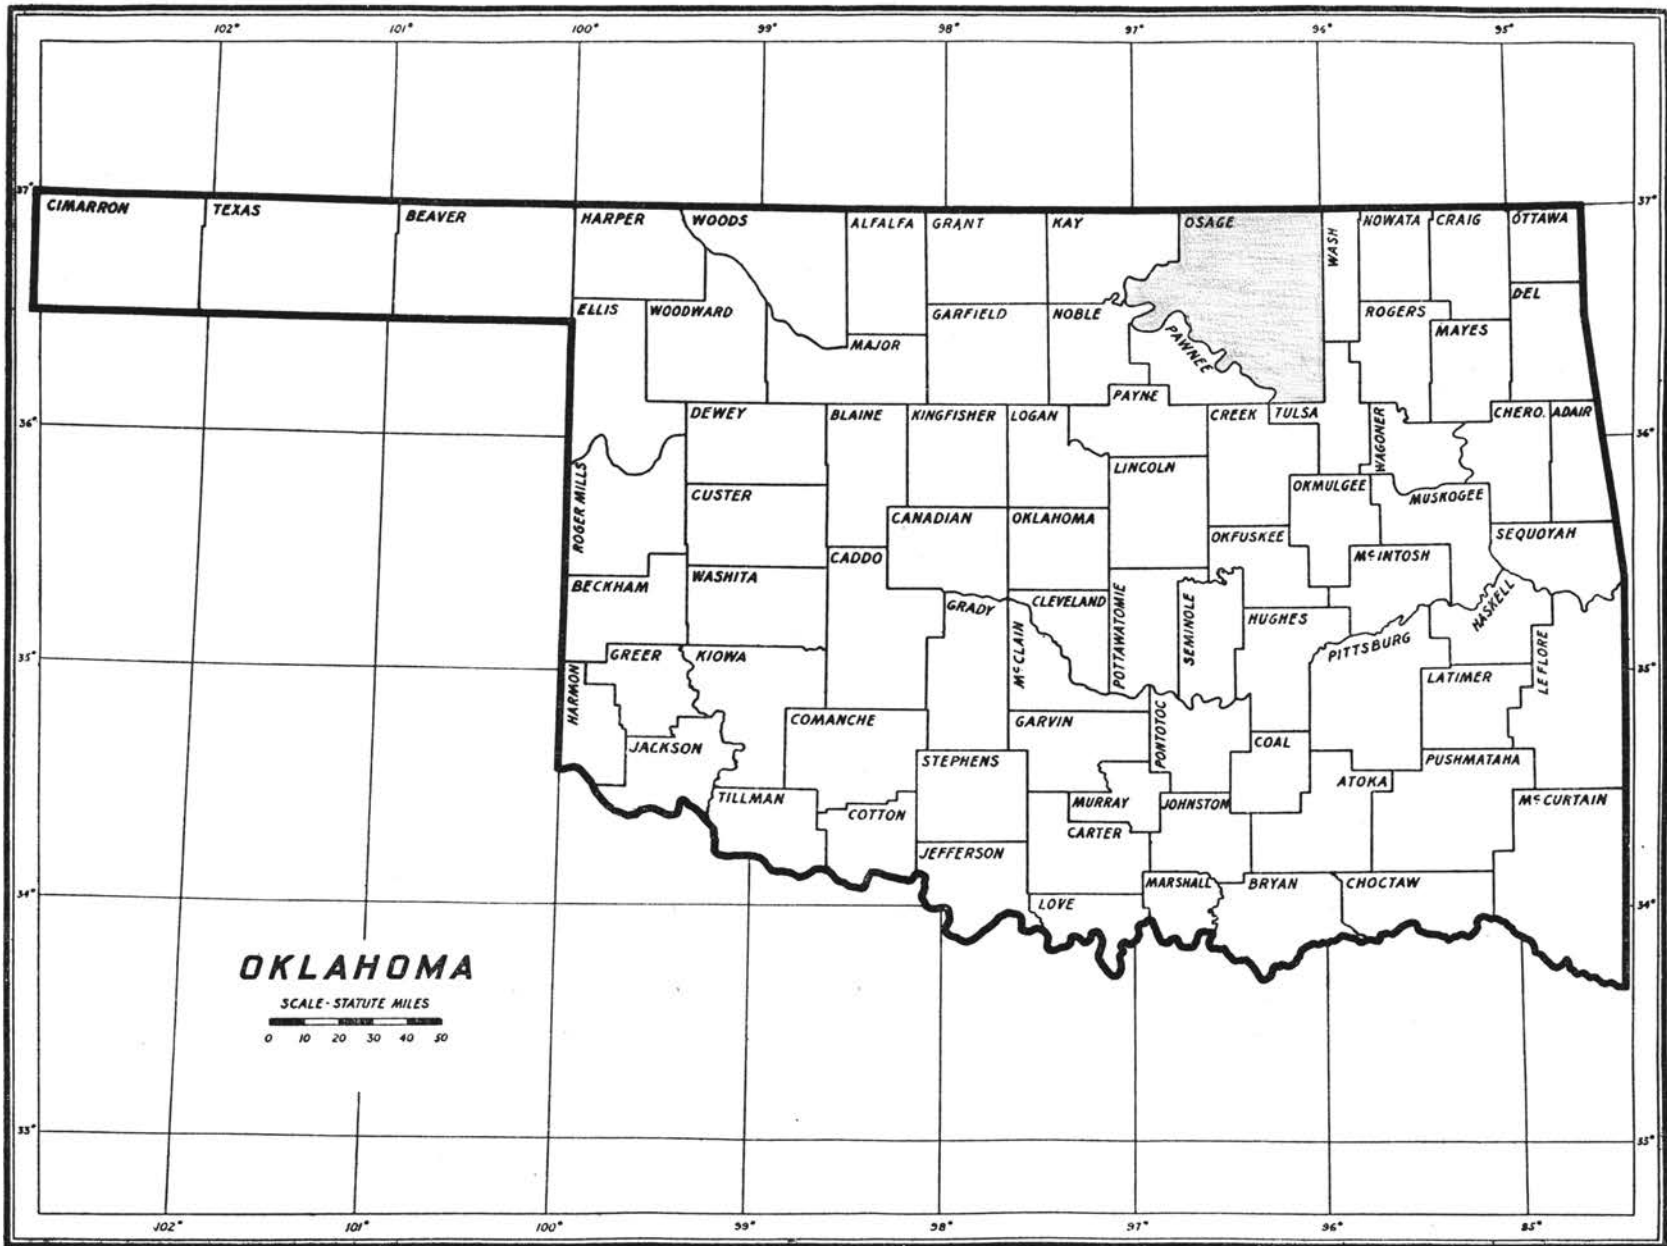 102° 101° 100° 99° 98° 97° 96° 95°
37° 37°
CIMARRON TEXAS BEAVER HARPER WOODS ALFALFA GRANT KAY OSAGE WASH NOWATA CRAIG OTTAWA
ELLIS WOODWARD GARFIELD NOBLE ROGERS DEL
MAJOR PAWNEE MAYES
36° 36°
DEWEY BLAINE KINGFISHER LOGAN PAYNE CREEK TULSA WAGONER CHERO. ADAIR
ROGER MILLS CUSTER LINCOLN OKMULGEE MUSKOGEE
CANADIAN OKLAHOMA OKFUSKEE SEQUOYAH
BECKHAM WASHITA CADDO McINTOSH
GRADY CLEVELAND POTTAWATOMIE SEMINOLE HUGHES HASKELL
35° 35°
HARMON GREER KIOWA McCLAIN PITTSBURG LATIMER LE FLORE
JACKSON COMANCHE GARVIN PONTOTOC COAL
STEPHENS PUSHMATAHA
TILLMAN COTTON MURRAY JOHNSTON ATOKA McCURTAIN
CARTER
JEFFERSON MARSHALL BRYAN CHOCTAW
34° LOVE 34°
OKLAHOMA
SCALE - STATUTE MILES
0 10 20 30 40 50
33° 33°
102° 101° 100° 99° 98° 97° 96° 95°